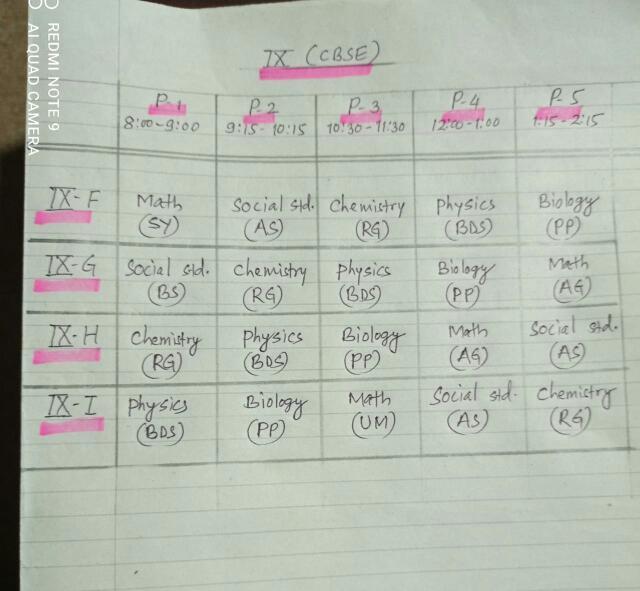 REDMI NOTE 9
AI QUAD CAMERA
IX (CBSE)
P-1 P-2 P-3 P-4 P-5
8:00-9:00 9:15-10:15 10:30-11:30 12:00-1:00 1:15-2:15
IX-F Math Social std. Chemistry Physics Biology
(SY) (AS) (RG) (BDS) (PP)
IX-G Social std. Chemistry Physics Biology Math
(BS) (RG) (BDS) (PP) (AG)
IX-H Chemistry Physics Biology Math Social std.
(RG) (BDS) (PP) (AG) (AS)
IX-I Physics Biology Math Social std. Chemistry
(BDS) (PP) (UM) (AS) (RG)